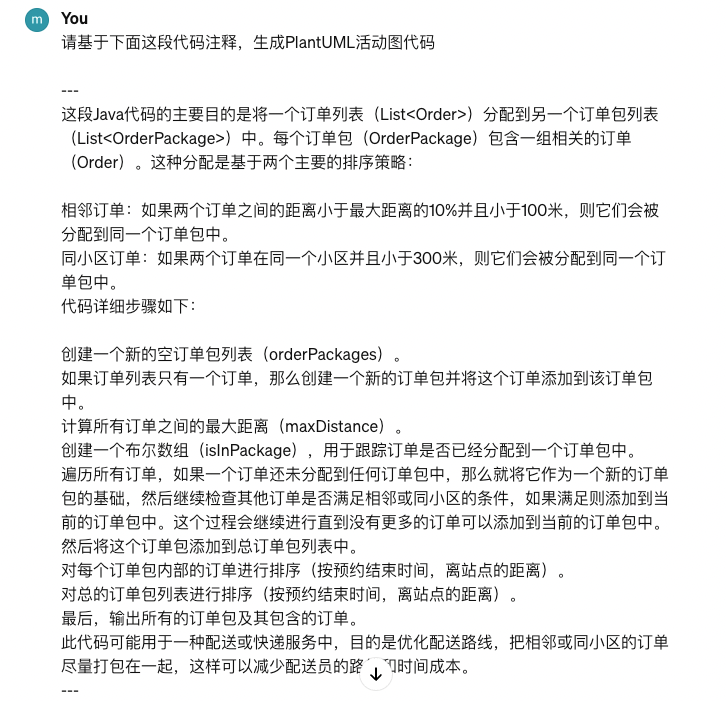 m
You
请基于下面这段代码注释，生成PlantUML活动图代码
---
这段Java代码的主要目的是将一个订单列表（List<Order>）分配到另一个订单包列表
（List<OrderPackage>）中。每个订单包（OrderPackage）包含一组相关的订单
（Order）。这种分配是基于两个主要的排序策略：
相邻订单：如果两个订单之间的距离小于最大距离的10%并且小于100米，则它们会被
分配到同一个订单包中。
同小区订单：如果两个订单在同一个小区并且小于300米，则它们会被分配到同一个订
单包中。
代码详细步骤如下：
创建一个新的空订单包列表（orderPackages）。
如果订单列表只有一个订单，那么创建一个新的订单包并将这个订单添加到该订单包
中。
计算所有订单之间的最大距离（maxDistance）。
创建一个布尔数组（isInPackage），用于跟踪订单是否已经分配到一个订单包中。
遍历所有订单，如果一个订单还未分配到任何订单包中，那么就将它作为一个新的订单
包的基础，然后继续检查其他订单是否满足相邻或同小区的条件，如果满足则添加到当
前的订单包中。这个过程会继续进行直到没有更多的订单可以添加到当前的订单包中。
然后将这个订单包添加到总订单包列表中。
对每个订单包内部的订单进行排序（按预约结束时间，离站点的距离）。
对总的订单包列表进行排序（按预约结束时间，离站点的距离）。
最后，输出所有的订单包及其包含的订单。
此代码可能用于一种配送或快递服务中，目的是优化配送路线，把相邻或同小区的订单
尽量打包在一起，这样可以减少配送员的路和时间成本。
---